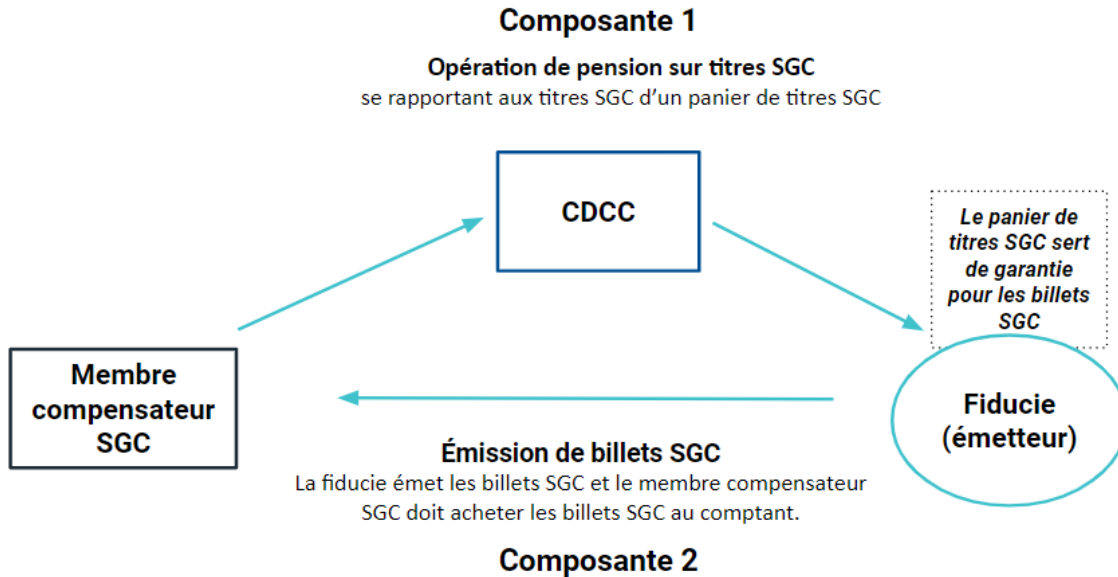 Composante 1
Opération de pension sur titres SGC
se rapportant aux titres SGC d'un panier de titres SGC
CDCC
Le panier de
titres SGC sert
de garantie
pour les billets
SGC
Membre
compensateur
SGC
Fiducie
(émetteur)
Émission de billets SGC
La fiducie émet les billets SGC et le membre compensateur
SGC doit acheter les billets SGC au comptant.
Composante 2